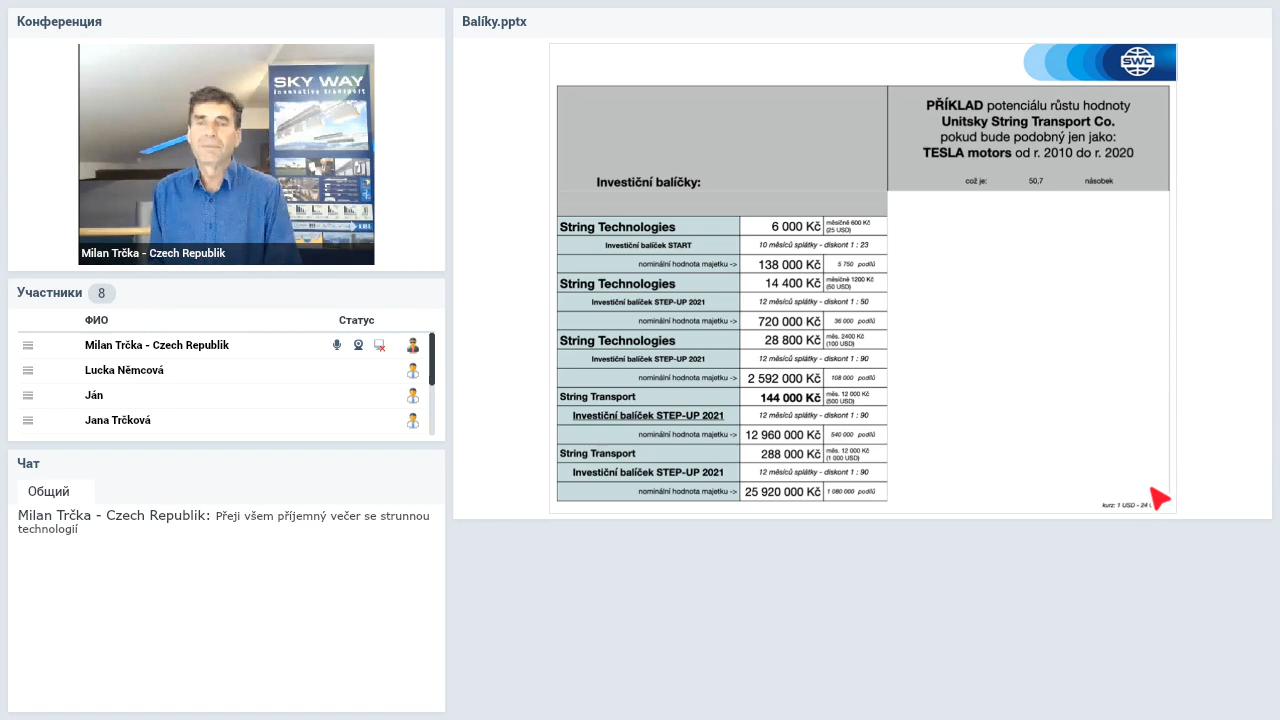 Конференция
SKY WAY
innovative transport
Milan Trčka - Czech Republik
Участники 8
ФИО Статус
Milan Trčka - Czech Republik
Lucka Němcová
Ján
Jana Trčková
Чат
Общий
Milan Trčka - Czech Republik: Přeji všem příjemný večer se strunnou
technologií
Balíky.pptx
SWC
PŘÍKLAD potenciálu růstu hodnoty
Unitsky String Transport Co.
pokud bude podobný jen jako:
TESLA motors od r. 2010 do r. 2020
což je: 50,7 násobek
Investiční balíčky:
String Technologies 6 000 Kč měsíčně 600 Kč
(25 USD)
Investiční balíček START 10 měsíců splátky - diskont 1 : 23
nominální hodnota majetku -> 138 000 Kč 5 750 podílů
String Technologies 14 400 Kč měsíčně 1200 Kč
(50 USD)
Investiční balíček STEP-UP 2021 12 měsíců splátky - diskont 1 : 50
nominální hodnota majetku -> 720 000 Kč 36 000 podílů
String Technologies 28 800 Kč měs. 2400 Kč
(100 USD)
Investiční balíček STEP-UP 2021 12 měsíců splátky - diskont 1 : 90
nominální hodnota majetku -> 2 592 000 Kč 108 000 podílů
String Transport 144 000 Kč měs. 12 000 Kč
(500 USD)
Investiční balíček STEP-UP 2021 12 měsíců splátky - diskont 1 : 90
nominální hodnota majetku -> 12 960 000 Kč 540 000 podílů
String Transport 288 000 Kč měs. 12 000 Kč
(1 000 USD)
Investiční balíček STEP-UP 2021 12 měsíců splátky - diskont 1 : 90
nominální hodnota majetku -> 25 920 000 Kč 1 080 000 podílů
kurz: 1 USD - 24